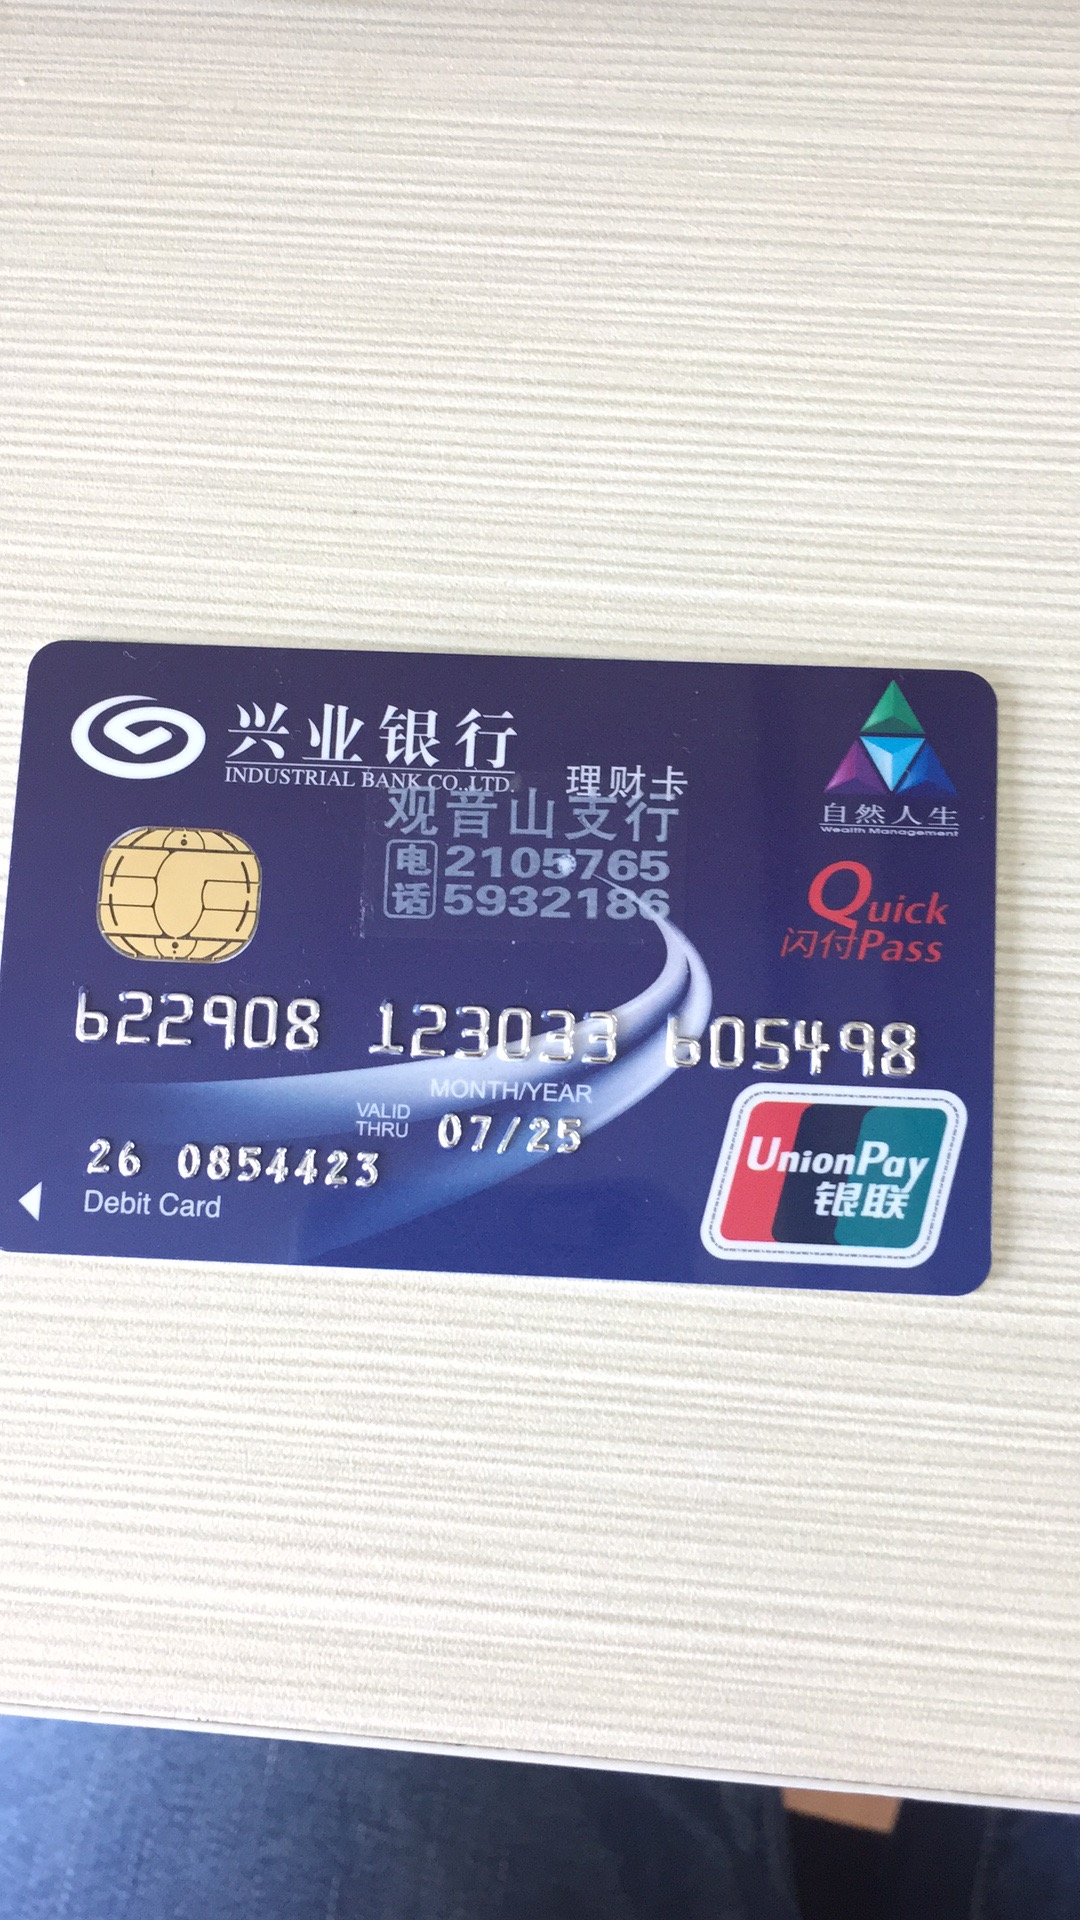 兴业银行
INDUSTRIAL BANK CO.,LTD.
理财卡
自然人生
Wealth Management
观音山支行
电话 2105765
5932186
Quick
闪付Pass
622908 123033 605498
MONTH/YEAR
VALID THRU 07/25
26 0854423
Debit Card
UnionPay
银联